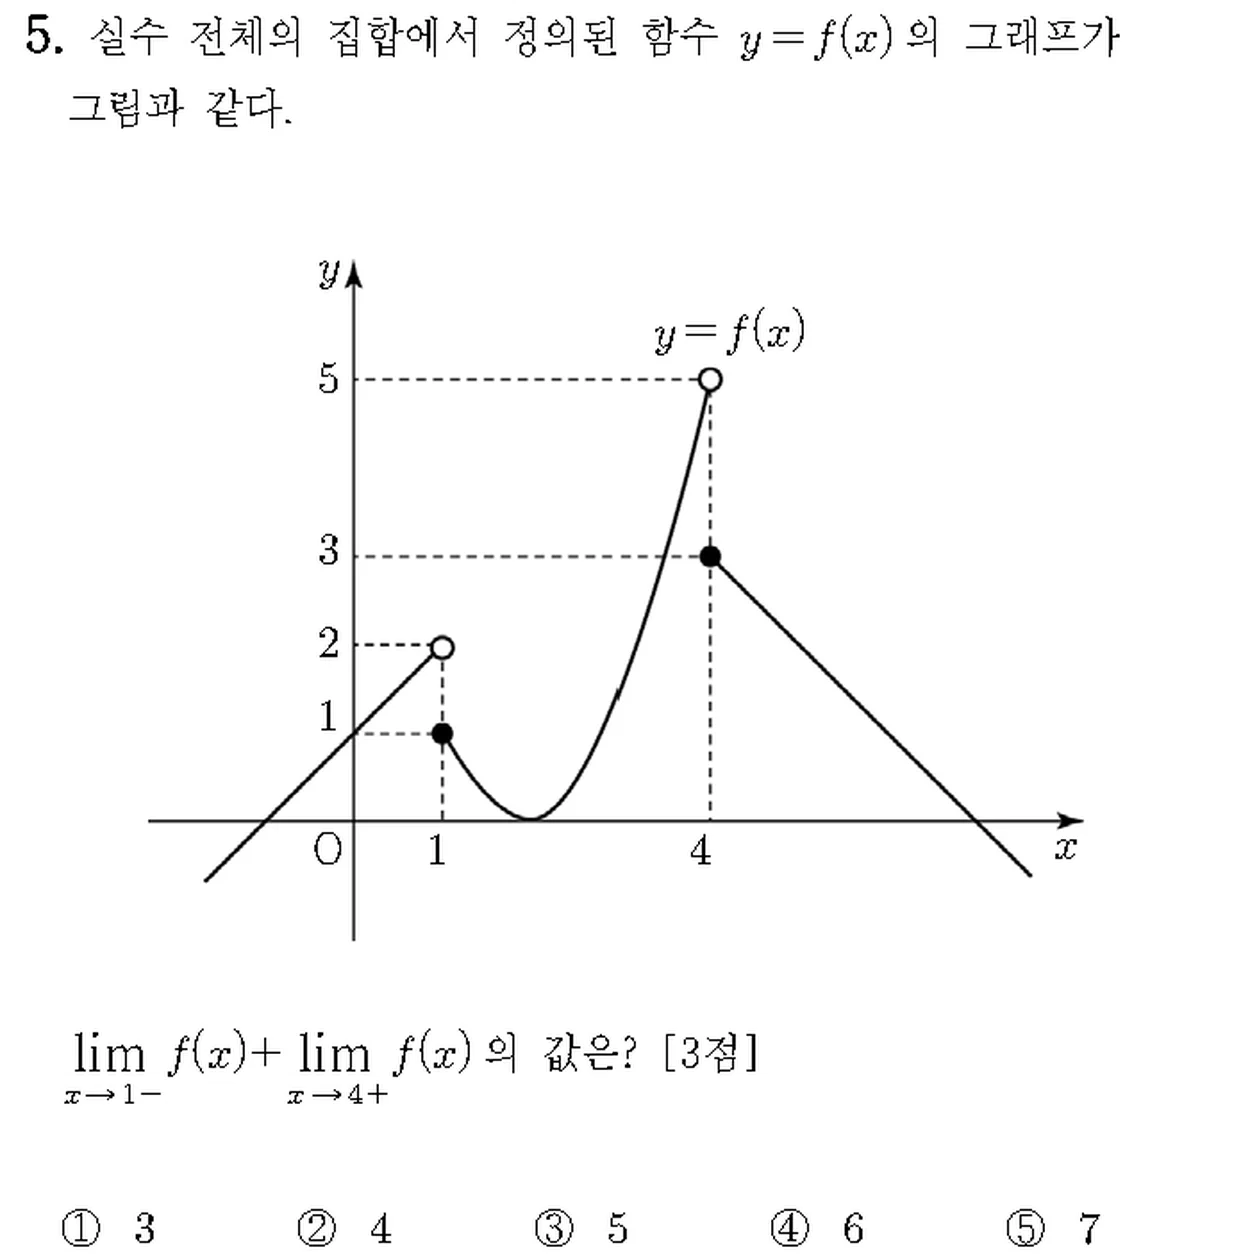 5. 실수 전체의 집합에서 정의된 함수 y=f(x)의 그래프가
그림과 같다.
y
y=f(x)
5
3
2
1
O 1 4 x
lim f(x)+ lim f(x)의 값은? [3점]
x→1− x→4+
① 3 ② 4 ③ 5 ④ 6 ⑤ 7